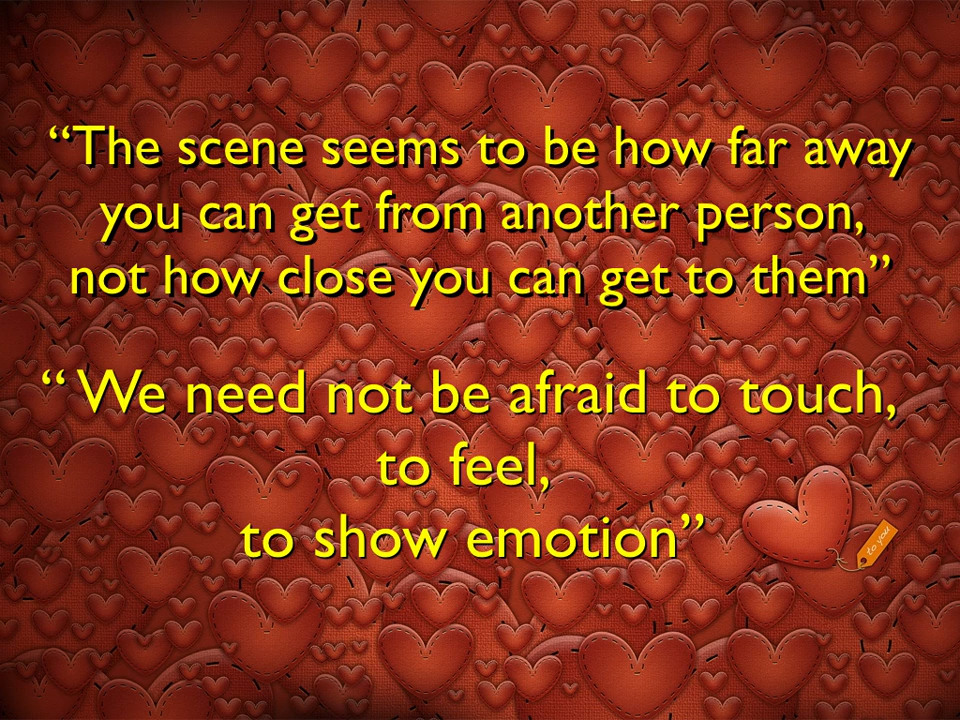 “The scene seems to be how far away
you can get from another person,
not how close you can get to them”
“ We need not be afraid to touch,
to feel,
to show emotion”
to you